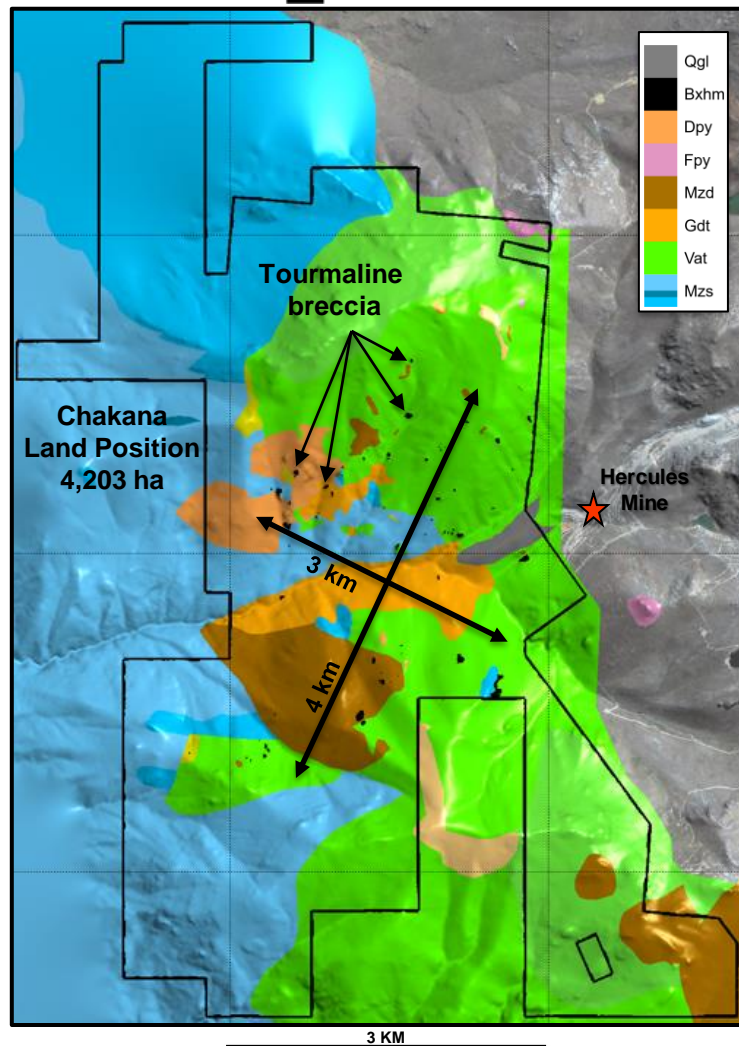 Qgl
Bxhm
Dpy
Fpy
Mzd
Gdt
Vat
Mzs
Tourmaline
breccia
Chakana
Land Position
4,203 ha
Hercules
Mine
3 km
4 km
3 KM